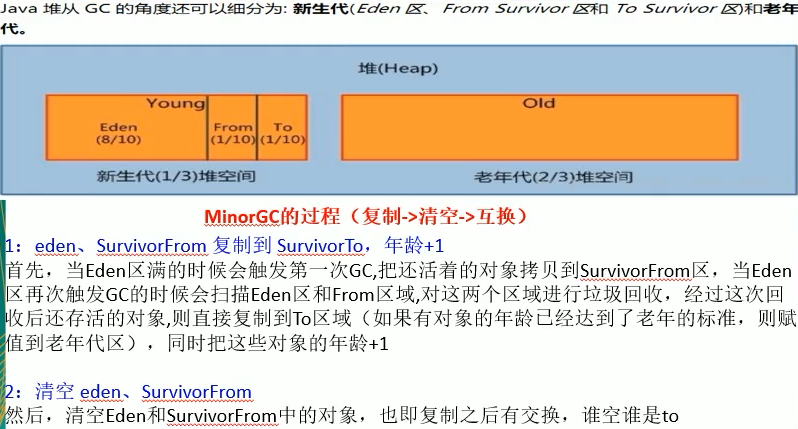 Java 堆从 GC 的角度还可以细分为: 新生代(Eden 区、From Survivor 区和 To Survivor 区)和老年
代。
堆(Heap)
Young
Old
Eden
(8/10)
From
(1/10)
To
(1/10)
新生代(1/3)堆空间
老年代(2/3)堆空间
MinorGC的过程（复制->清空->互换）
1：eden、SurvivorFrom 复制到 SurvivorTo，年龄+1
首先，当Eden区满的时候会触发第一次GC,把还活着的对象拷贝到SurvivorFrom区，当Eden
区再次触发GC的时候会扫描Eden区和From区域,对这两个区域进行垃圾回收，经过这次回
收后还存活的对象,则直接复制到To区域（如果有对象的年龄已经达到了老年的标准，则赋
值到老年代区），同时把这些对象的年龄+1
2：清空 eden、SurvivorFrom
然后，清空Eden和SurvivorFrom中的对象，也即复制之后有交换，谁空谁是to